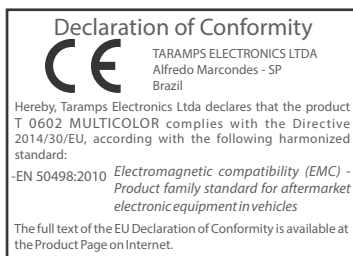 Declaration of Conformity
CE
TARAMPS ELECTRONICS LTDA
Alfredo Marcondes - SP
Brazil
Hereby, Taramps Electronics Ltda declares that the product
T 0602 MULTICOLOR complies with the Directive
2014/30/EU, according with the following harmonized
standard:
-EN 50498:2010 Electromagnetic compatibility (EMC) -
Product family standard for aftermarket
electronic equipment in vehicles
The full text of the EU Declaration of Conformity is available at
the Product Page on Internet.